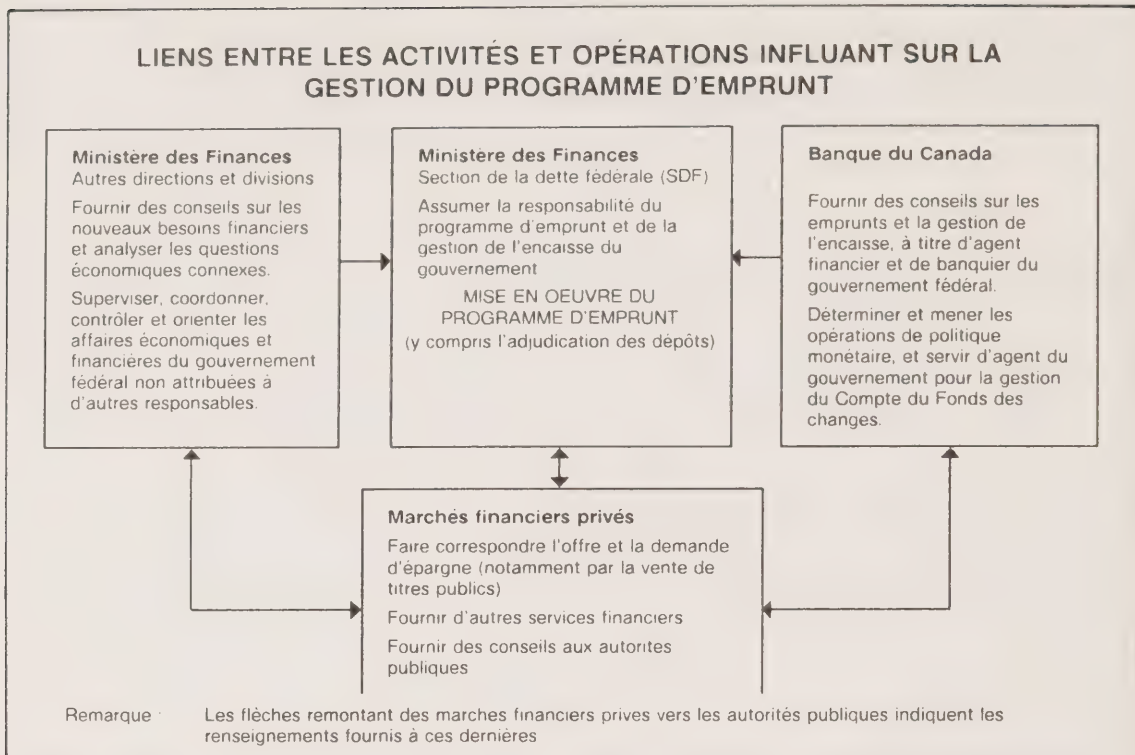 LIENS ENTRE LES ACTIVITÉS ET OPÉRATIONS INFLUANT SUR LA
GESTION DU PROGRAMME D'EMPRUNT
Ministère des Finances
Autres directions et divisions
Fournir des conseils sur les
nouveaux besoins financiers
et analyser les questions
économiques connexes.
Superviser, coordonner,
contrôler et orienter les
affaires économiques et
financières du gouvernement
fédéral non attribuées à
d'autres responsables.
Ministère des Finances
Section de la dette fédérale (SDF)
Assumer la responsabilité du
programme d'emprunt et de la
gestion de l'encaisse du
gouvernement
MISE EN OEUVRE DU
PROGRAMME D'EMPRUNT
(y compris l'adjudication des dépôts)
Banque du Canada
Fournir des conseils sur les
emprunts et la gestion de
l'encaisse, à titre d'agent
financier et de banquier du
gouvernement fédéral.
Déterminer et mener les
opérations de politique
monétaire, et servir d'agent du
gouvernement pour la gestion
du Compte du Fonds des
changes.
Marchés financiers privés
Faire correspondre l'offre et la demande
d'épargne (notamment par la vente de
titres publics)
Fournir d'autres services financiers
Fournir des conseils aux autorites
publiques
Remarque Les flèches remontant des marches financiers prives vers les autorités publiques indiquent les
renseignements fournis à ces dernières